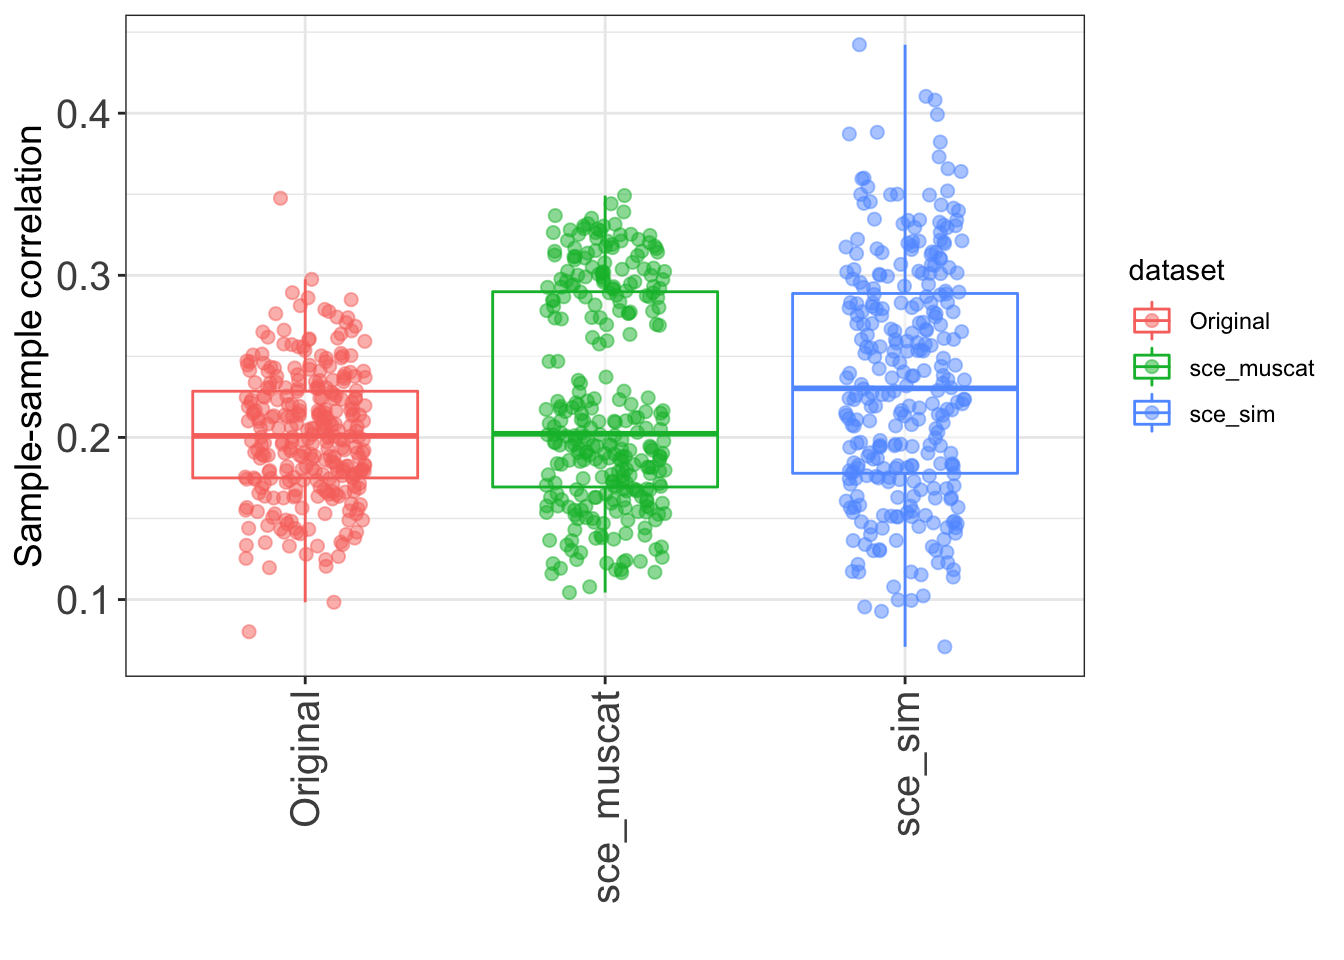 Sample-sample correlation
0.4
0.3
0.2
0.1
Original
sce_muscat
sce_sim
dataset
Original
sce_muscat
sce_sim